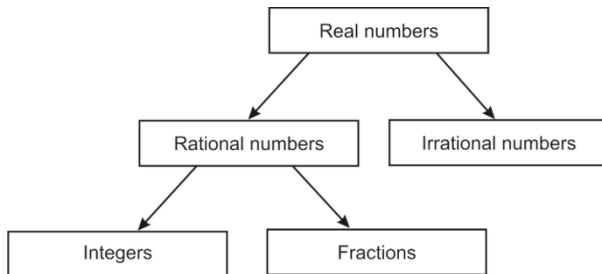 Real numbers
Rational numbers
Irrational numbers
Integers
Fractions